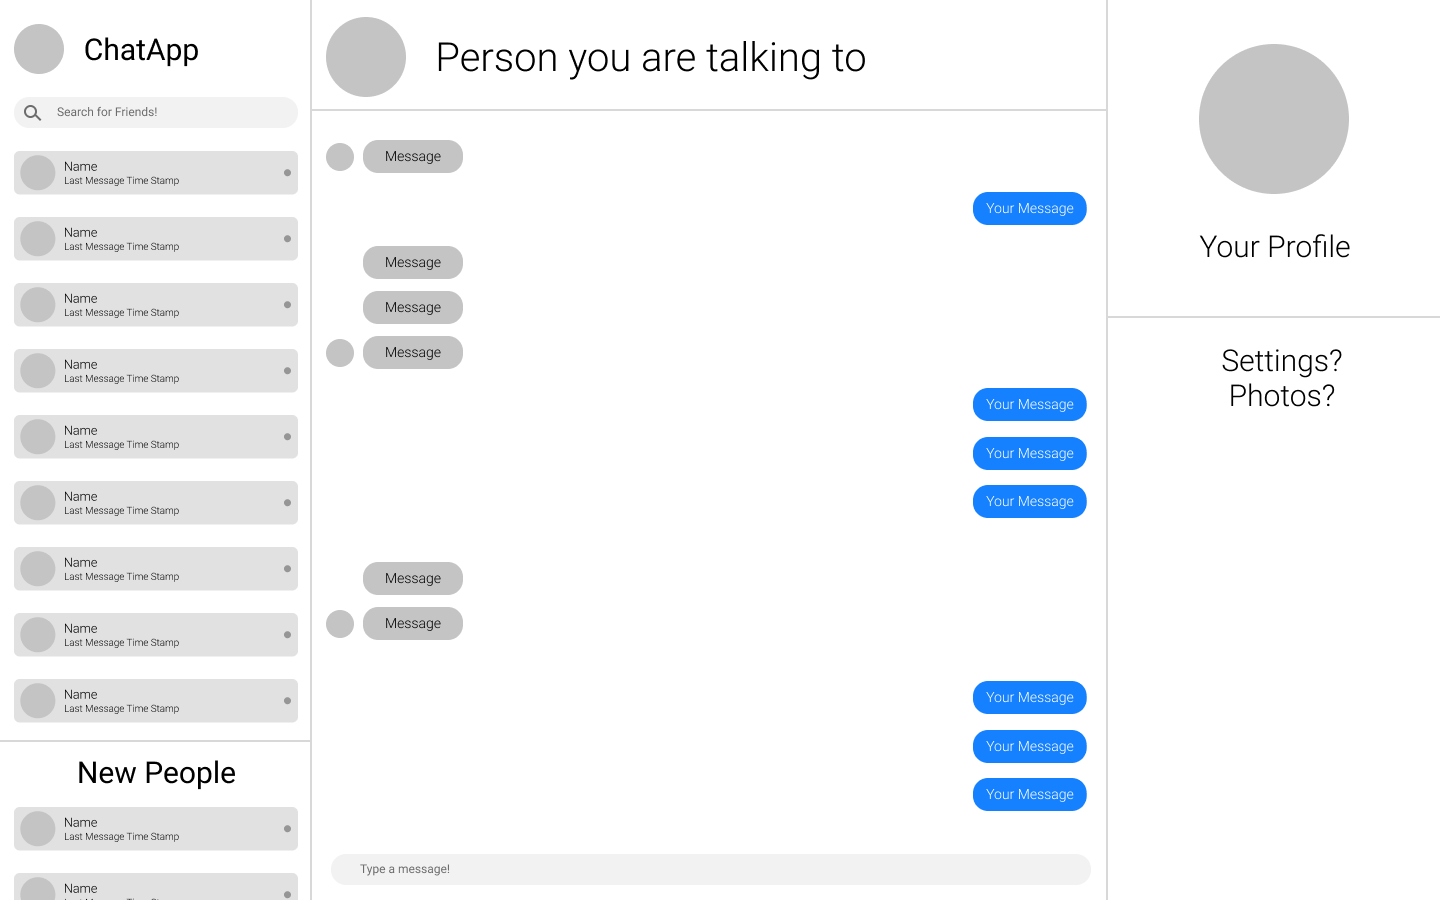 ChatApp
Search for Friends!
Name
Last Message Time Stamp
Name
Last Message Time Stamp
Name
Last Message Time Stamp
Name
Last Message Time Stamp
Name
Last Message Time Stamp
Name
Last Message Time Stamp
Name
Last Message Time Stamp
Name
Last Message Time Stamp
Name
Last Message Time Stamp
New People
Name
Last Message Time Stamp
Name
Last Message Time Stamp
Person you are talking to
Message
Your Message
Message
Message
Message
Your Message
Your Message
Your Message
Message
Message
Your Message
Your Message
Your Message
Type a message!
Your Profile
Settings?
Photos?